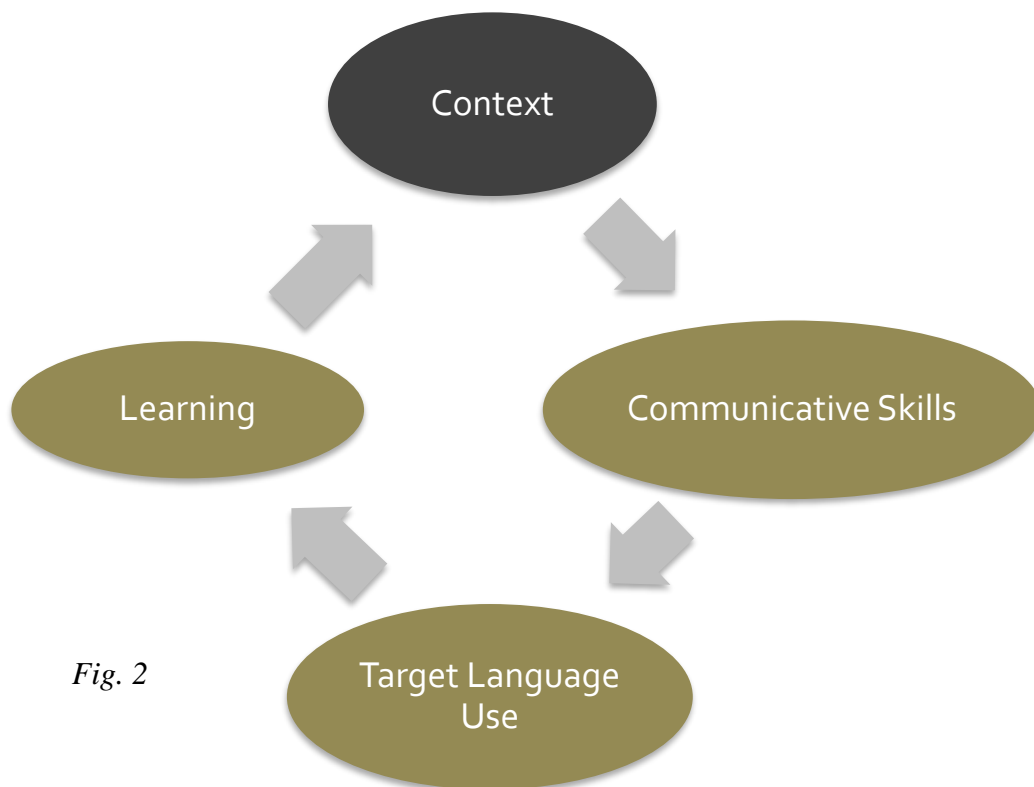 Context
Learning
Communicative Skills
Fig. 2
Target Language
Use